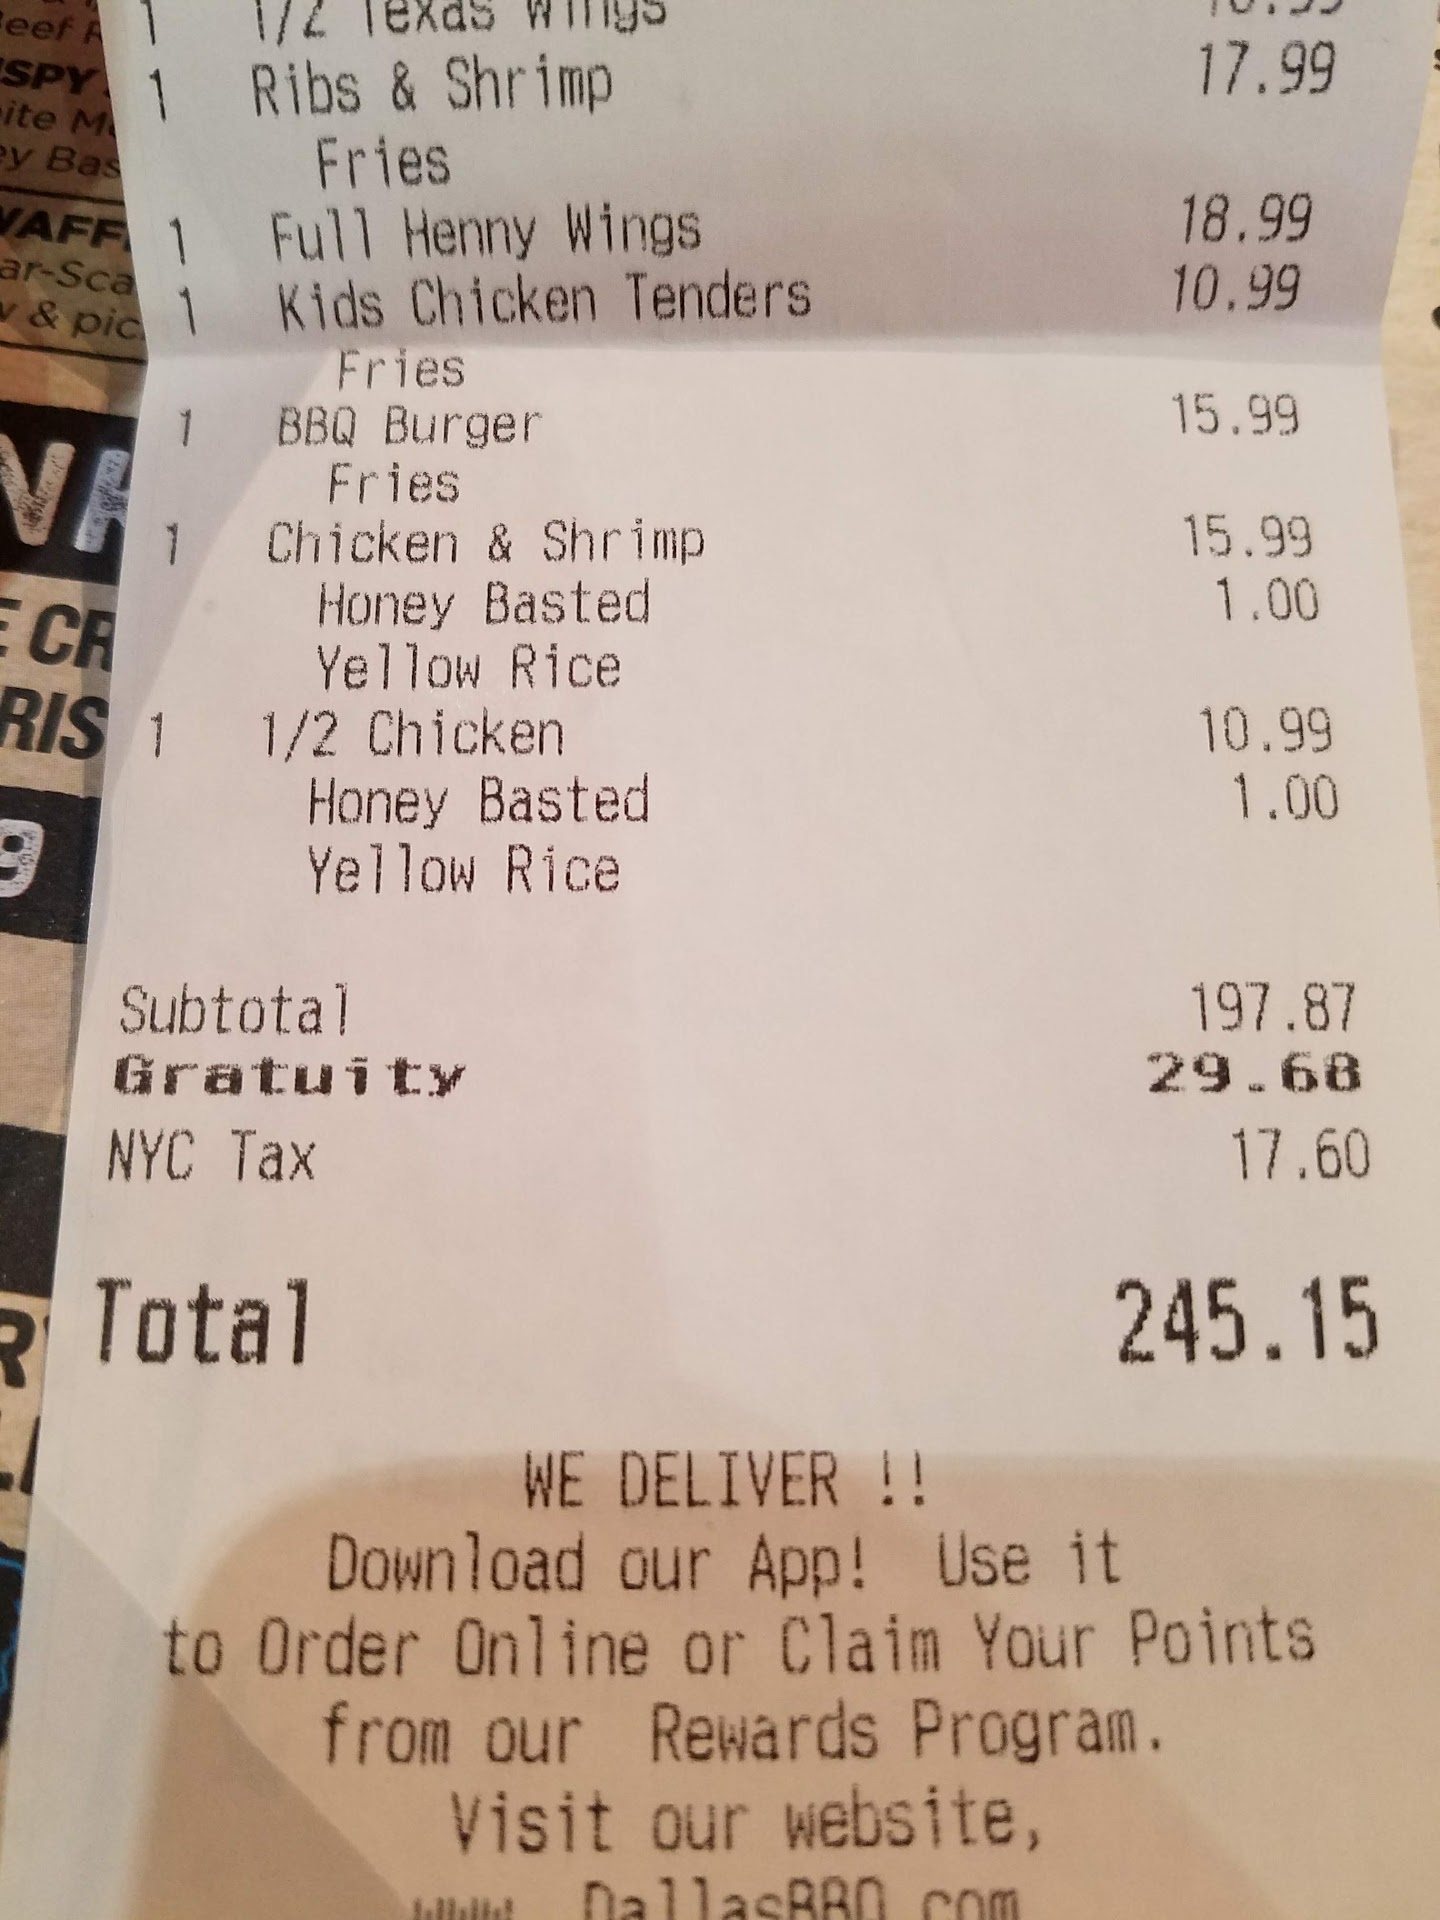 1 1/2 Texas Wings
1 Ribs & Shrimp 17.99
Fries
1 Full Henny Wings 18.99
1 Kids Chicken Tenders 10.99
Fries
1 BBQ Burger 15.99
Fries
1 Chicken & Shrimp 15.99
Honey Basted 1.00
Yellow Rice
1 1/2 Chicken 10.99
Honey Basted 1.00
Yellow Rice
Subtotal 197.87
Gratuity 29.68
NYC Tax 17.60
Total 245.15
WE DELIVER !!
Download our App! Use it
to Order Online or Claim Your Points
from our Rewards Program.
Visit our website,
www. DallasBBQ.com